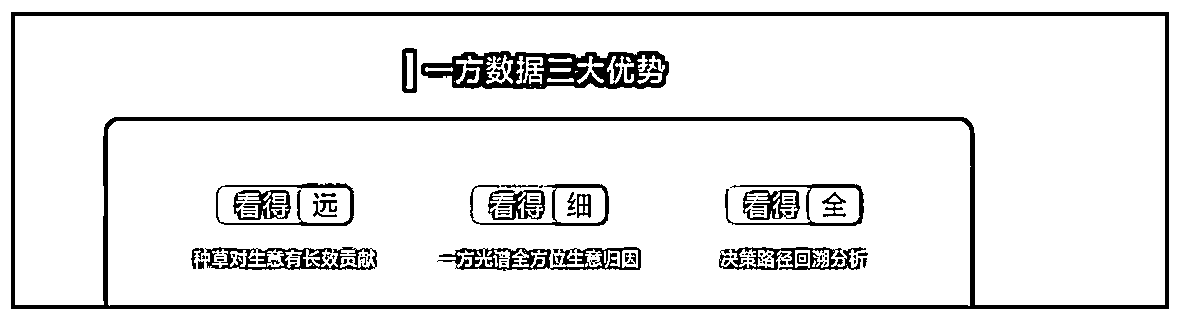 一方数据三大优势
看得 远
看得 细
看得 全
种草对生意有长效贡献
一方光谱全方位生意归因
决策路径回溯分析